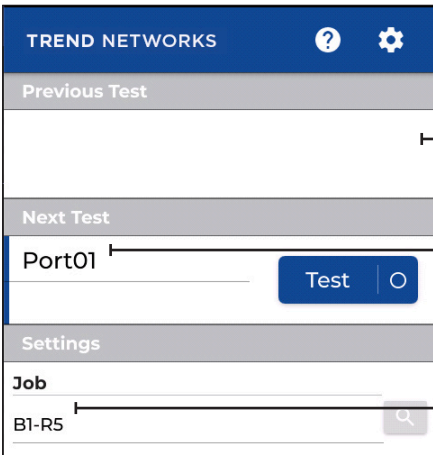 TREND NETWORKS
Previous Test
Next Test
Port01
Test
Settings
Job
B1-R5